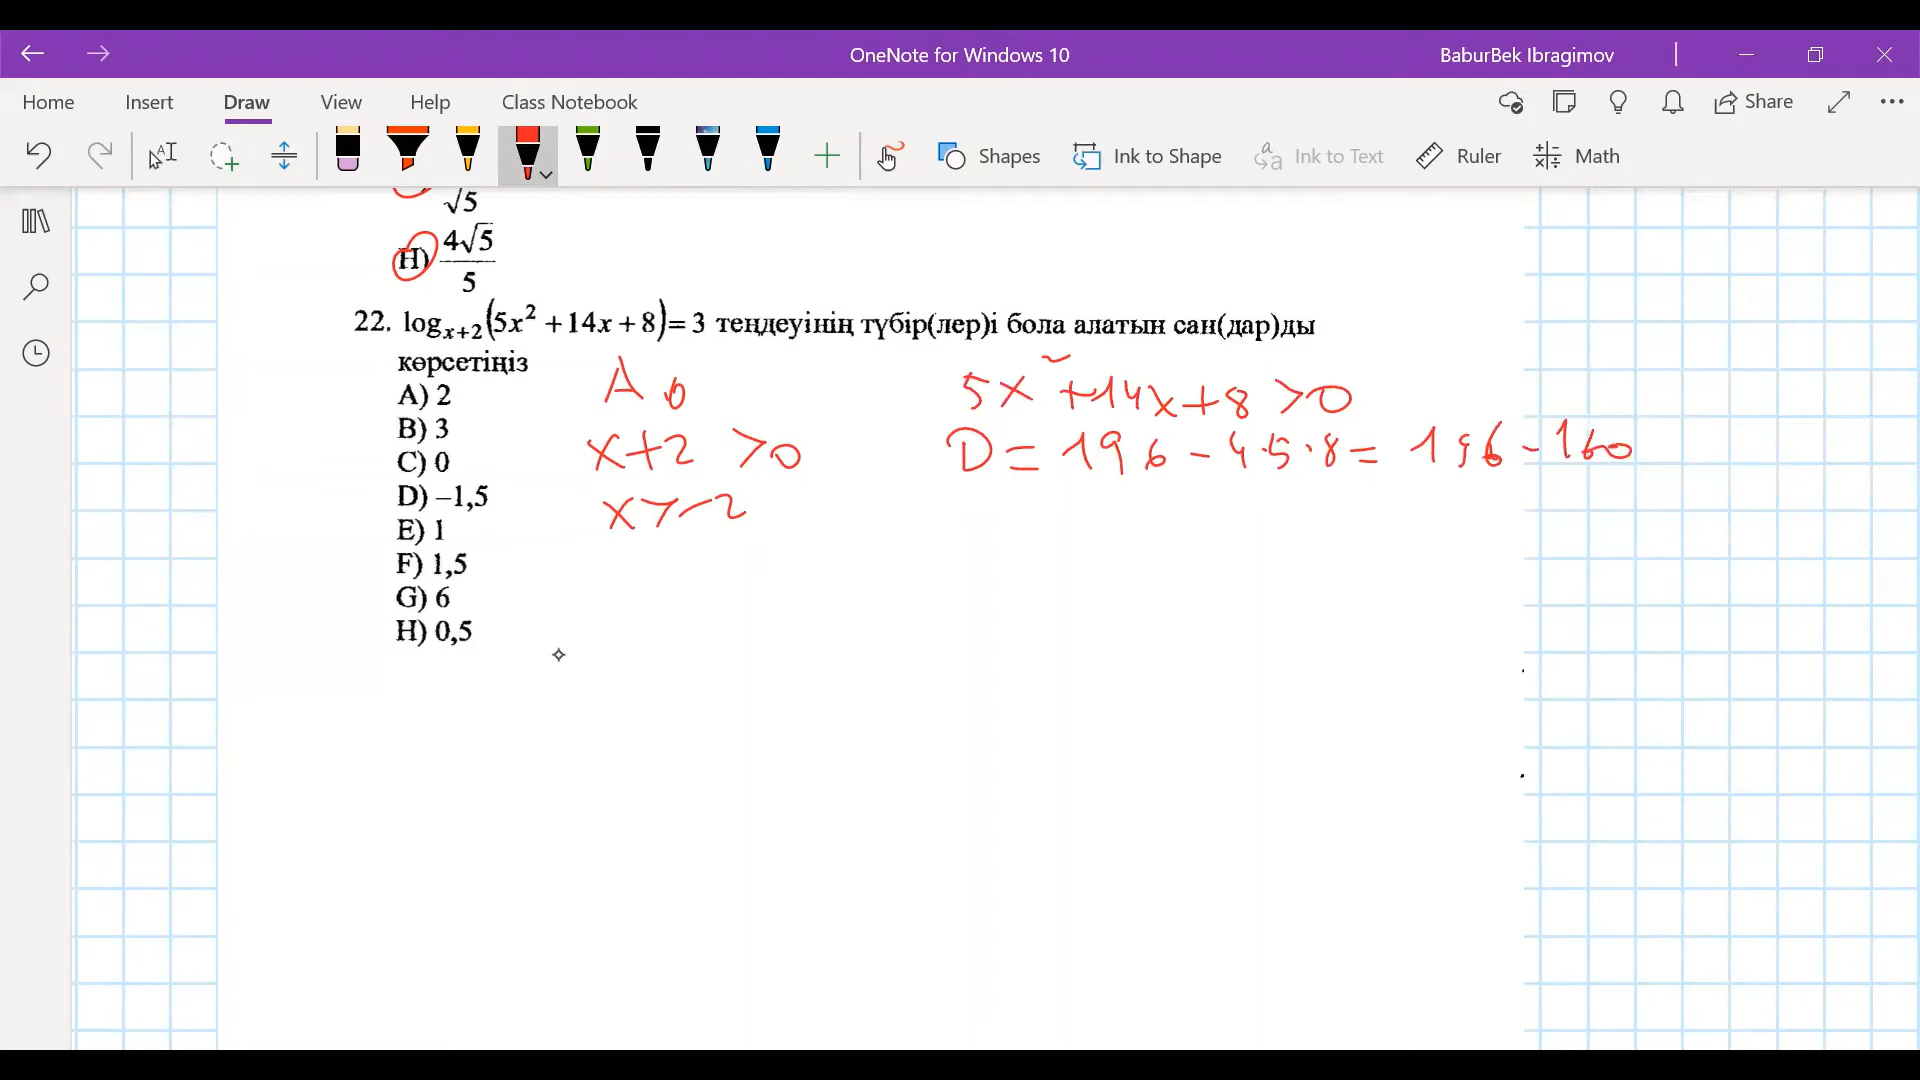 OneNote for Windows 10
BaburBek Ibragimov
Home Insert Draw View Help Class Notebook
Share
Shapes Ink to Shape Ink to Text Ruler Math
√5
H) 4√5/5
22. log_{x+2}(5x² +14x+8)=3 теңдеуінің түбір(лер)і бола алатын сан(дар)ды
көрсетіңіз
A) 2
B) 3
C) 0
D) –1,5
E) 1
F) 1,5
G) 6
H) 0,5
x+2 >0
x>-2
5x²+14x+8 >0
D = 196 - 4·5·8 = 196 - 160